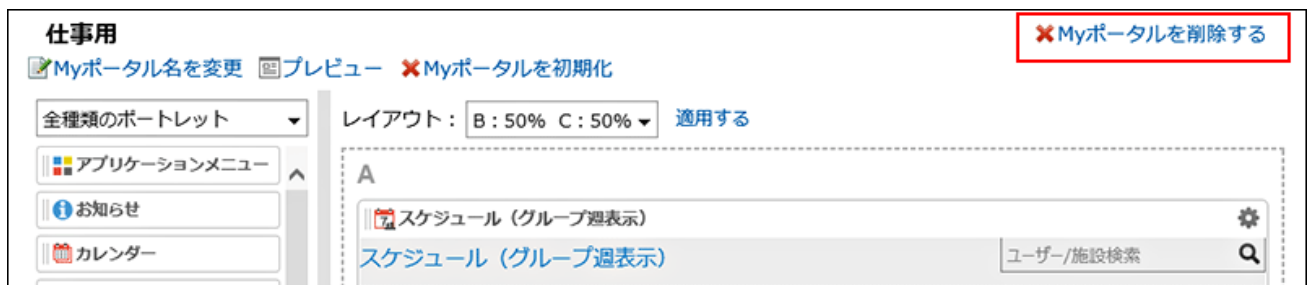 仕事用
Myポータルを削除する
Myポータル名を変更 プレビュー Myポータルを初期化
全種類のポートレット
レイアウト： B：50% C：50% 適用する
アプリケーションメニュー
A
お知らせ
スケジュール（グループ週表示）
カレンダー
スケジュール（グループ週表示）
ユーザー/施設検索